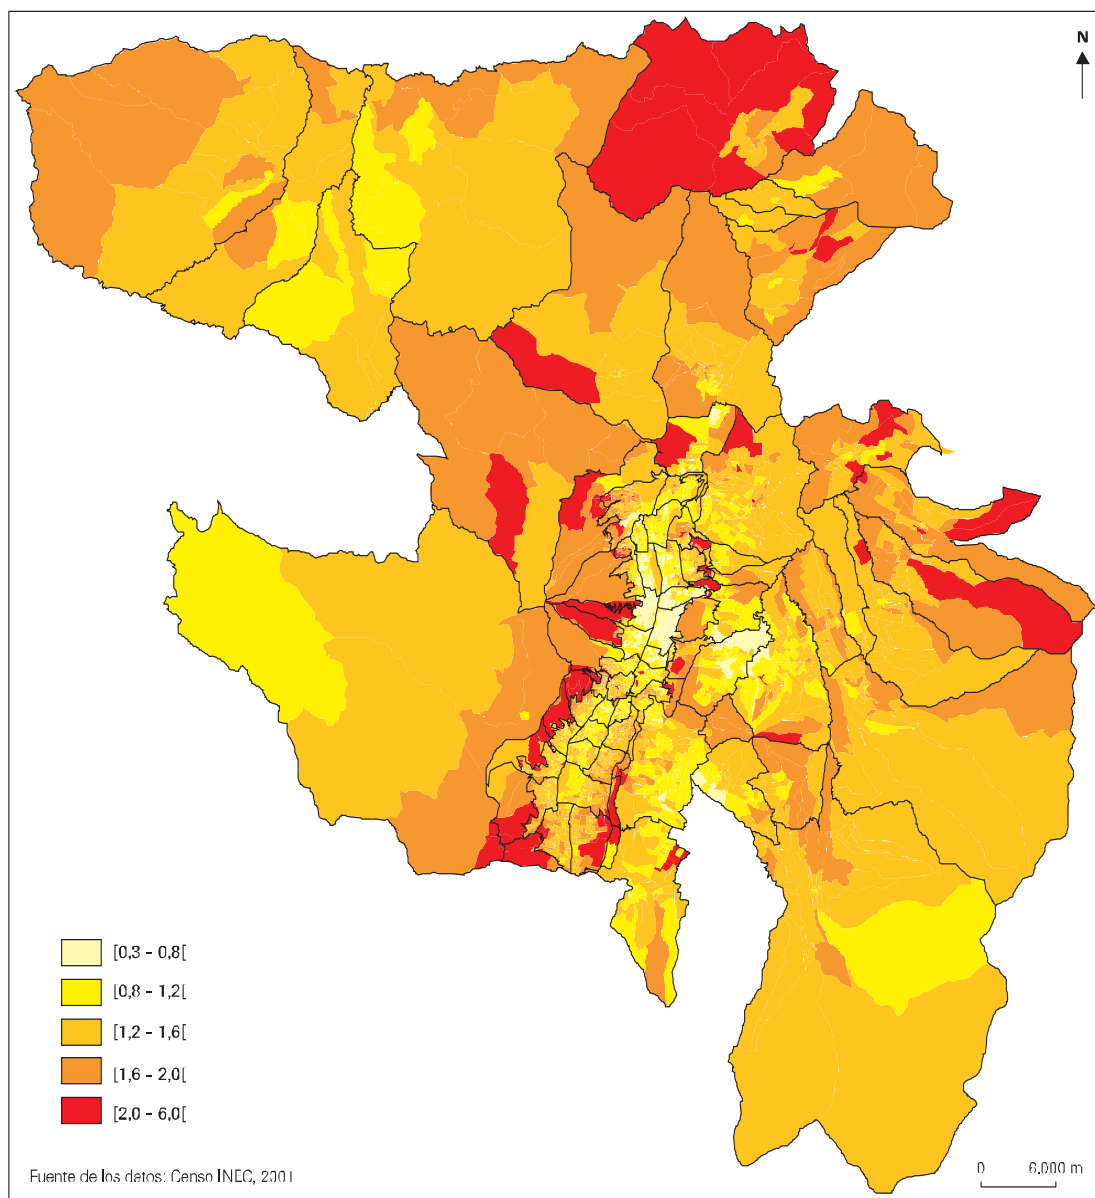 N
[0,3 - 0,8[
[0,8 - 1,2[
[1,2 - 1,6[
[1,6 - 2,0[
[2,0 - 6,0[
Fuente de los datos: Censo INEC, 2001
0 6.000 m